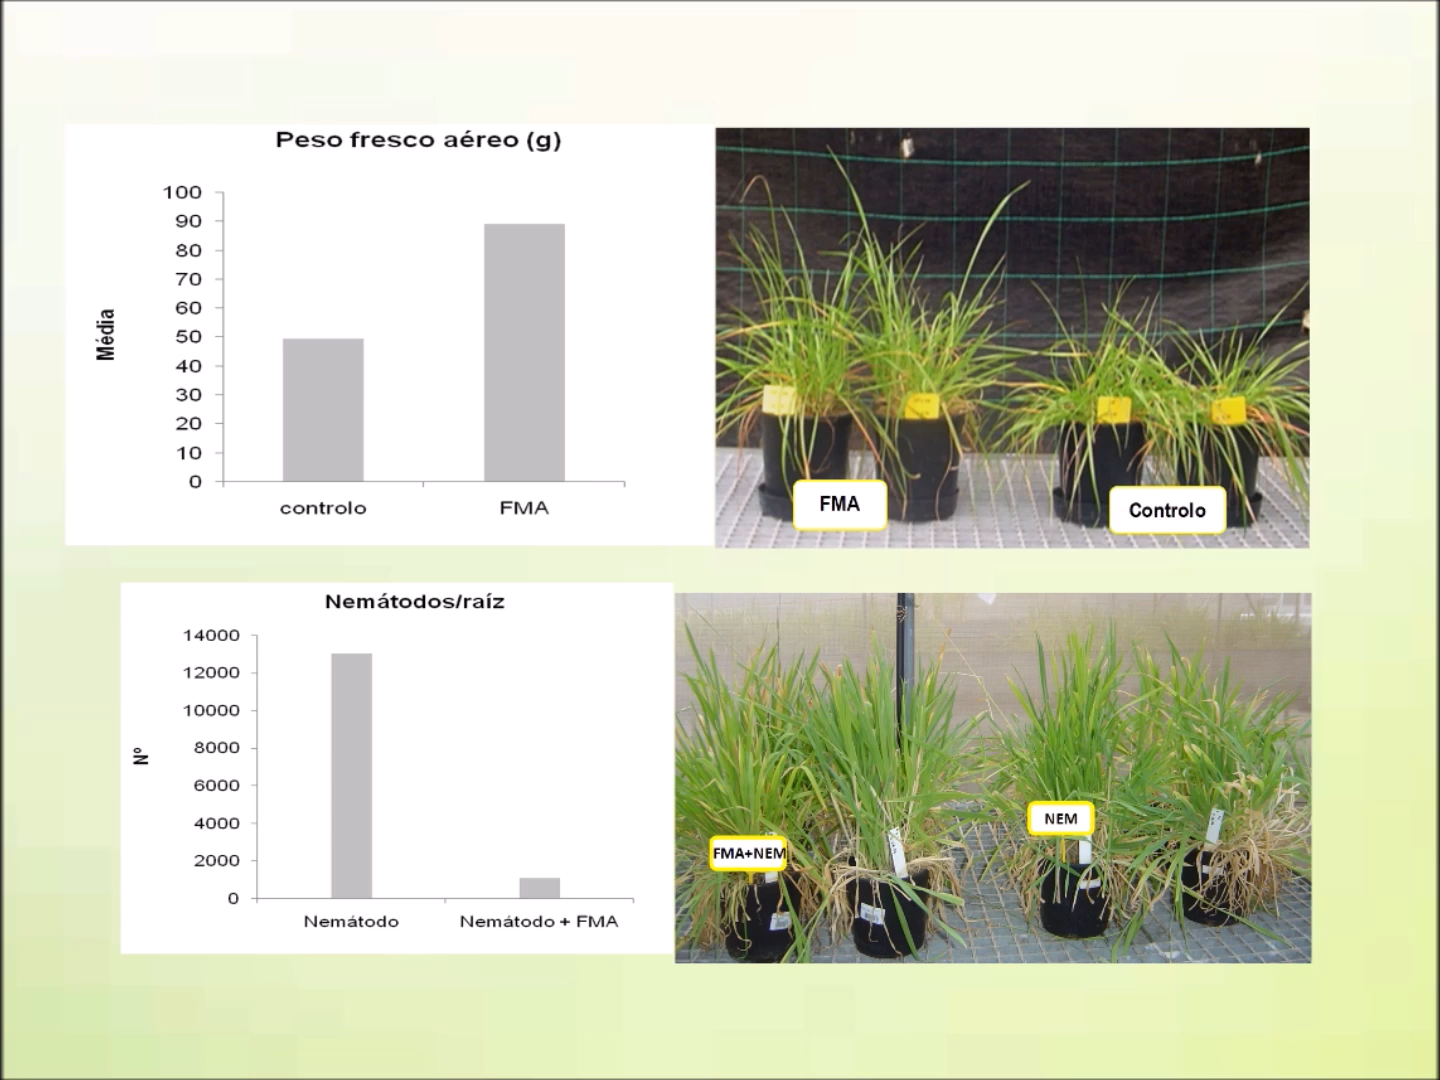 Peso fresco aéreo (g)
Média
100
90
80
70
60
50
40
30
20
10
0
controlo
FMA
FMA
Controlo
Nemátodos/raíz
Nº
14000
12000
10000
8000
6000
4000
2000
0
Nemátodo
Nemátodo + FMA
FMA+NEM
NEM